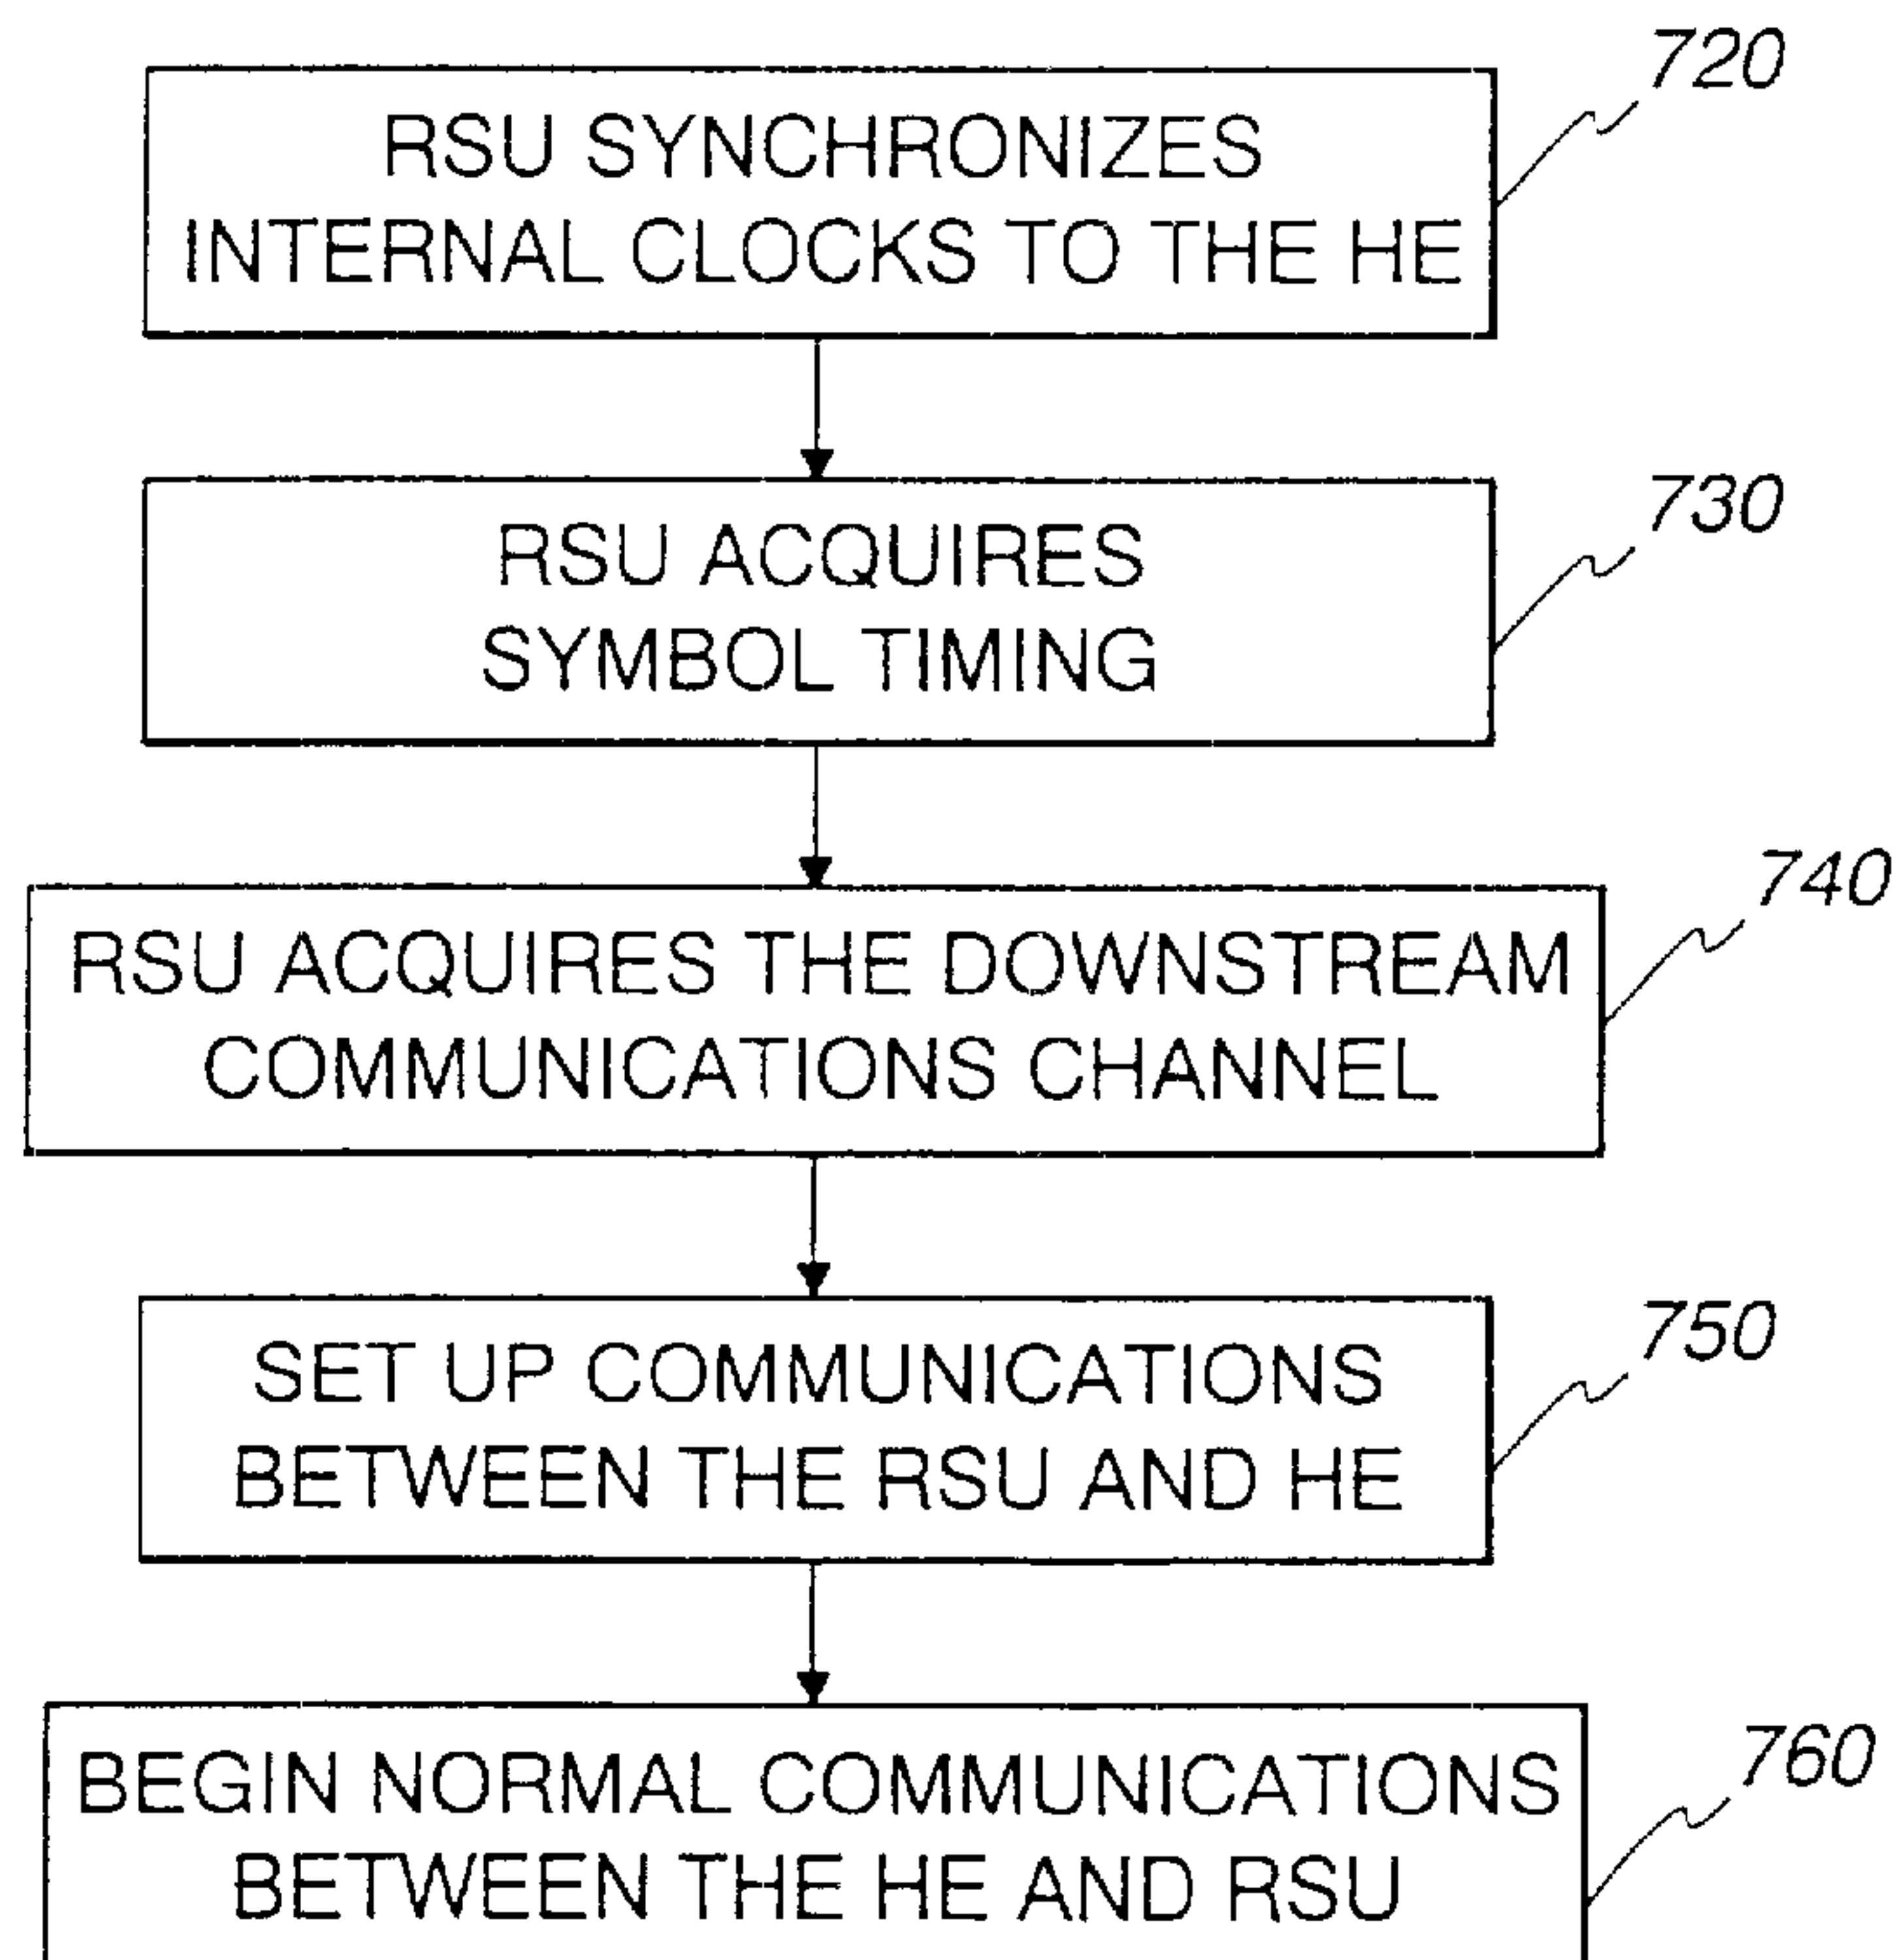 720
RSU SYNCHRONIZES
INTERNAL CLOCKS TO THE HE
730
RSU ACQUIRES
SYMBOL TIMING
740
RSU ACQUIRES THE DOWNSTREAM
COMMUNICATIONS CHANNEL
750
SET UP COMMUNICATIONS
BETWEEN THE RSU AND HE
760
BEGIN NORMAL COMMUNICATIONS
BETWEEN THE HE AND RSU